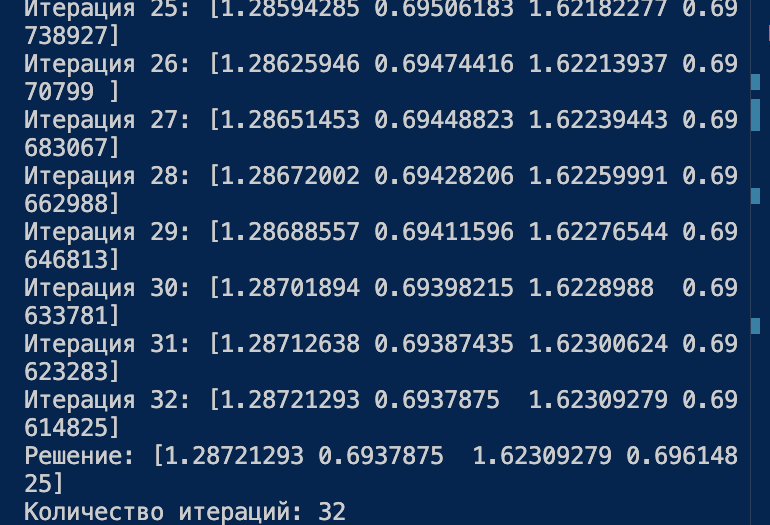 Итерация 25: [1.28594285 0.69506183 1.62182277 0.69
738927]
Итерация 26: [1.28625946 0.69474416 1.62213937 0.69
70799 ]
Итерация 27: [1.28651453 0.69448823 1.62239443 0.69
683067]
Итерация 28: [1.28672002 0.69428206 1.62259991 0.69
662988]
Итерация 29: [1.28688557 0.69411596 1.62276544 0.69
646813]
Итерация 30: [1.28701894 0.69398215 1.6228988  0.69
633781]
Итерация 31: [1.28712638 0.69387435 1.62300624 0.69
623283]
Итерация 32: [1.28721293 0.6937875  1.62309279 0.69
614825]
Решение: [1.28721293 0.6937875  1.62309279 0.696148
25]
Количество итераций: 32